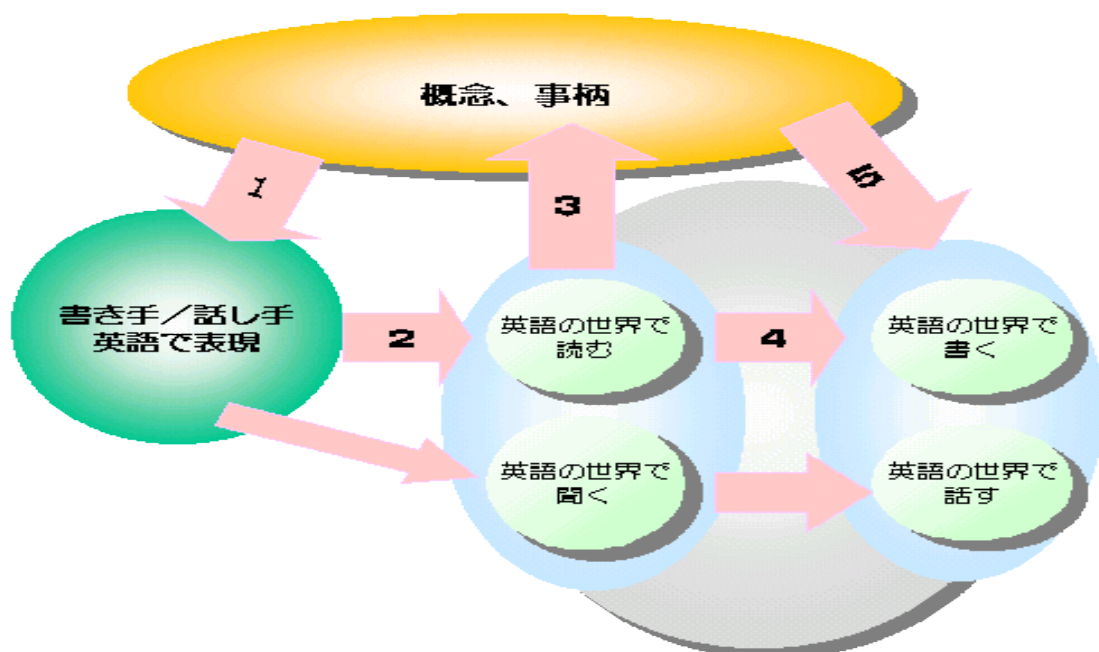 概念、事柄
1
3
5
書き手／話し手
英語で表現
2
英語の世界で
読む
4
英語の世界で
書く
英語の世界で
聞く
英語の世界で
話す